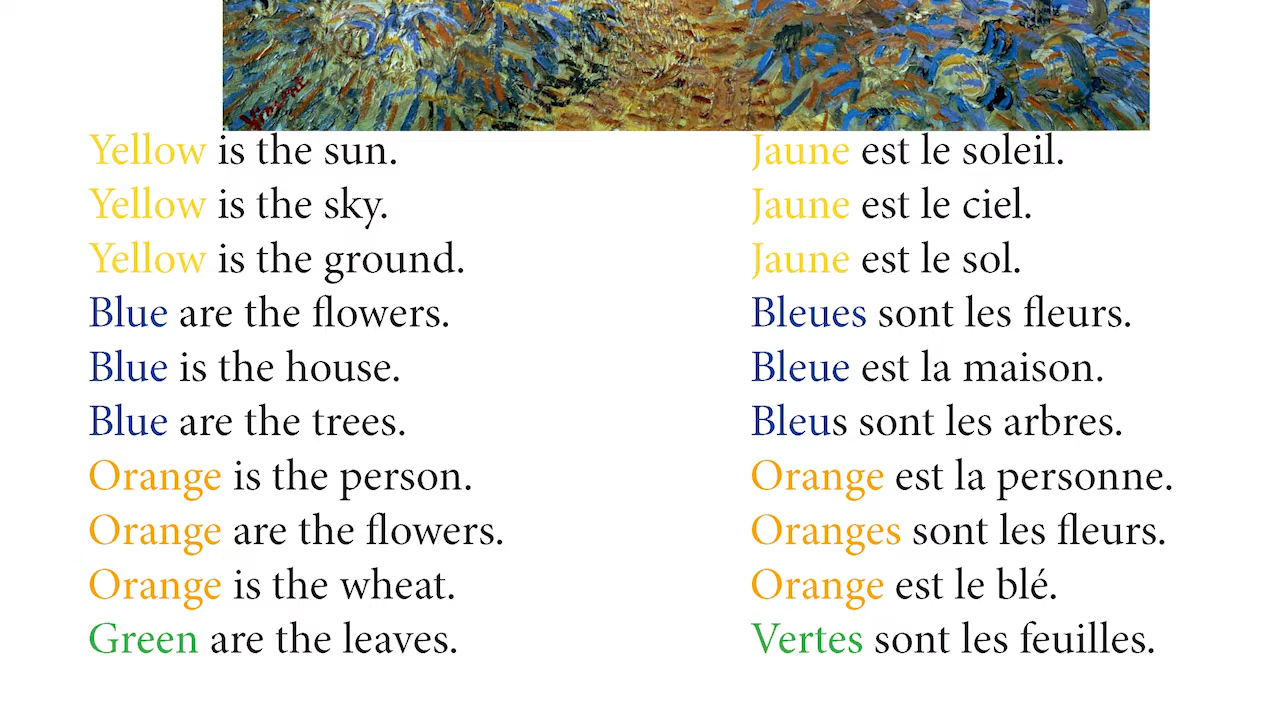 Vincent
Yellow is the sun.
Yellow is the sky.
Yellow is the ground.
Blue are the flowers.
Blue is the house.
Blue are the trees.
Orange is the person.
Orange are the flowers.
Orange is the wheat.
Green are the leaves.
Jaune est le soleil.
Jaune est le ciel.
Jaune est le sol.
Bleues sont les fleurs.
Bleue est la maison.
Bleus sont les arbres.
Orange est la personne.
Oranges sont les fleurs.
Orange est le blé.
Vertes sont les feuilles.